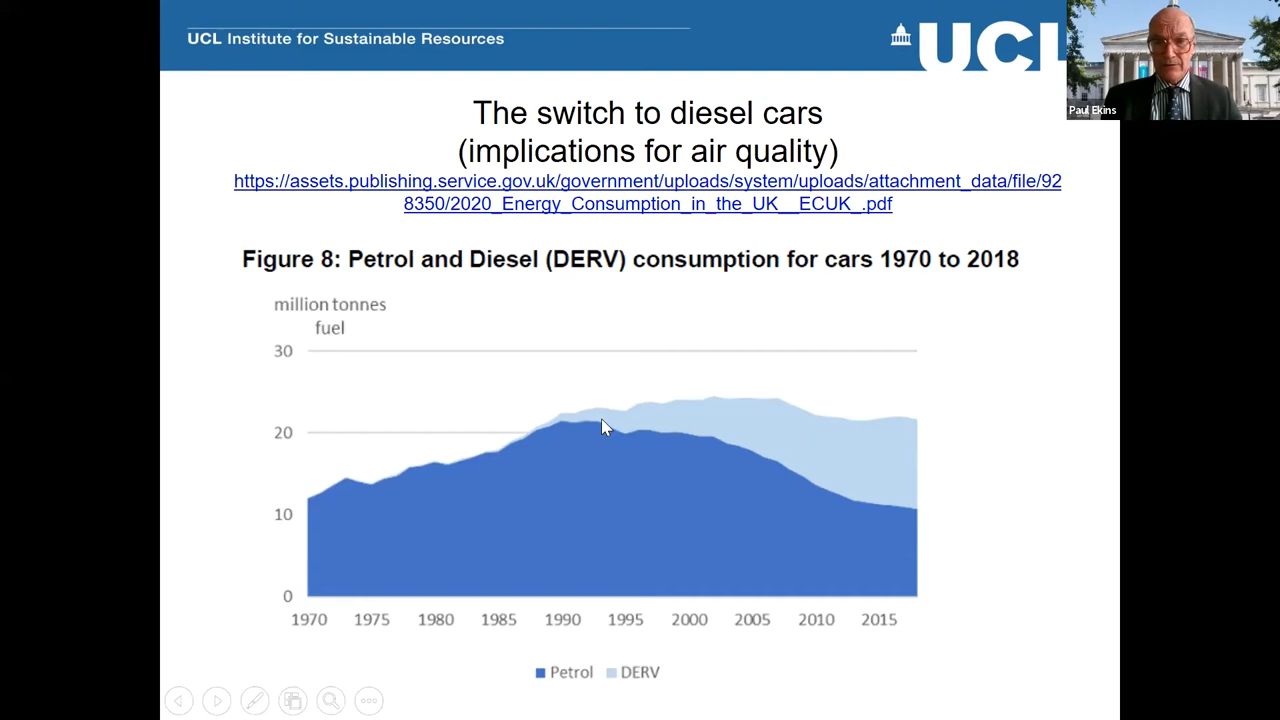 UCL Institute for Sustainable Resources
UCL
Paul Ekins
The switch to diesel cars
(implications for air quality)
https://assets.publishing.service.gov.uk/government/uploads/system/uploads/attachment_data/file/92
8350/2020_Energy_Consumption_in_the_UK__ECUK_.pdf
Figure 8: Petrol and Diesel (DERV) consumption for cars 1970 to 2018
million tonnes
fuel
30
20
10
0
1970 1975 1980 1985 1990 1995 2000 2005 2010 2015
Petrol DERV